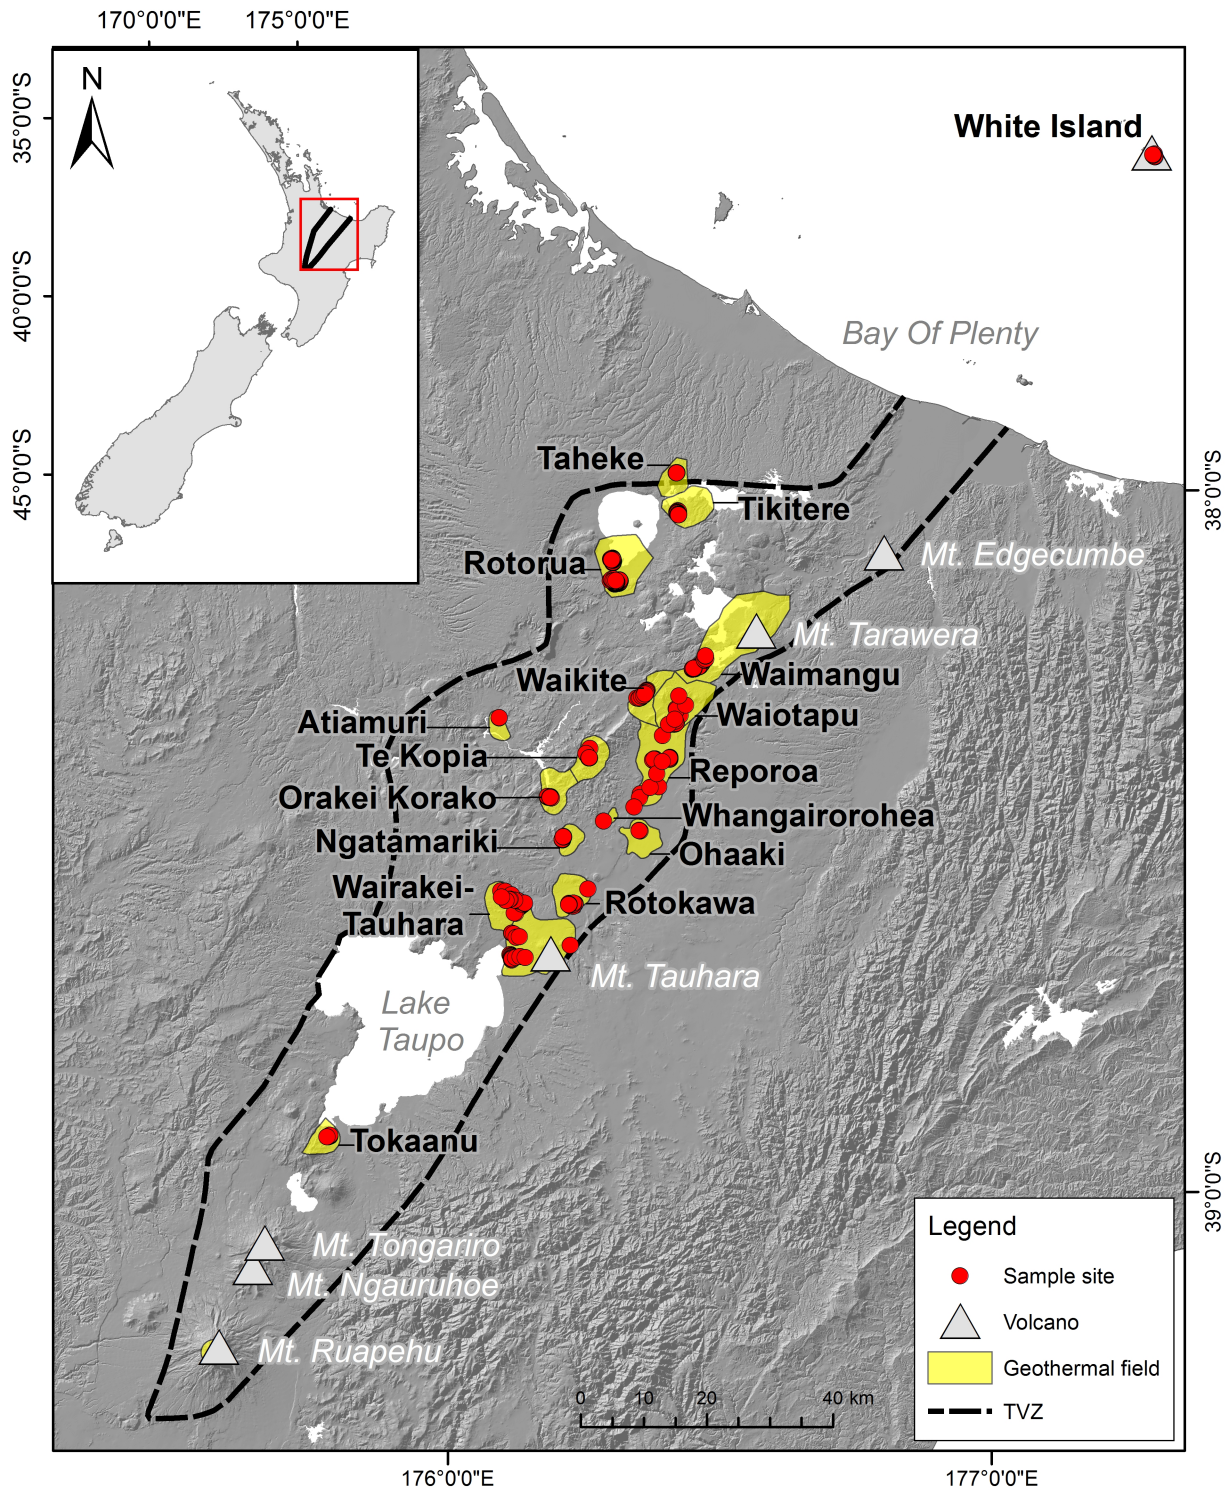 170°0'0"E
175°0'0"E
35°0'0"S
40°0'0"S
45°0'0"S
N
White Island
Bay Of Plenty
Taheke
Tikitere
38°0'0"S
Rotorua
Mt. Edgecumbe
Mt. Tarawera
Waimangu
Waikite
Waiotapu
Atiamuri
Te Kopia
Reporoa
Orakei Korako
Whangairorohea
Ngatamariki
Ohaaki
Wairakei-
Tauhara
Rotokawa
Mt. Tauhara
Lake
Taupo
Tokaanu
39°0'0"S
Mt. Tongariro
Mt. Ngauruhoe
Mt. Ruapehu
Legend
Sample site
Volcano
Geothermal field
TVZ
0 10 20 40 km
176°0'0"E
177°0'0"E